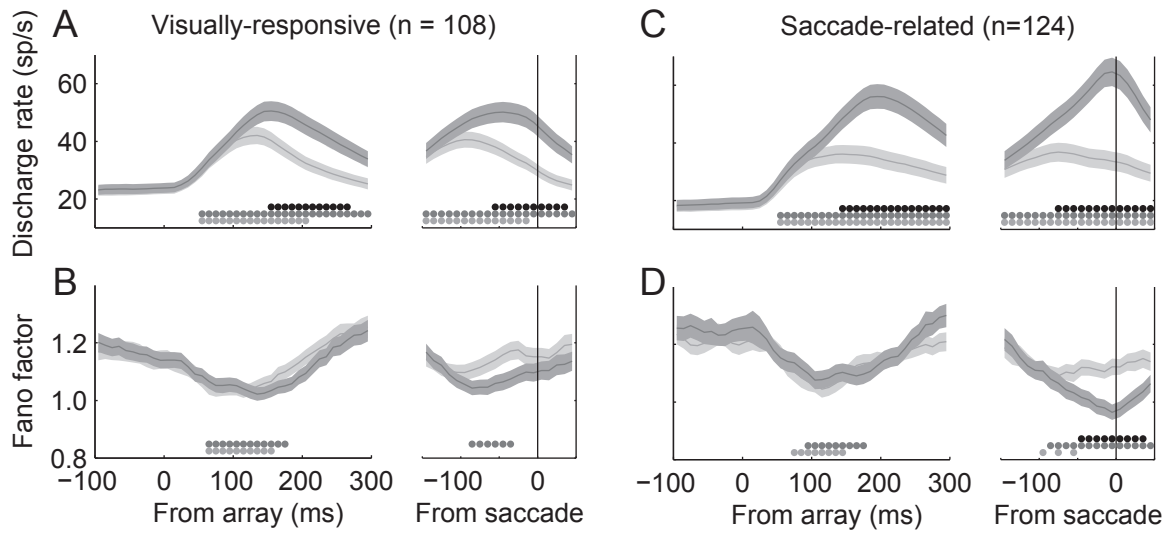 A Visually-responsive (n = 108)
C Saccade-related (n=124)
Discharge rate (sp/s)
60
40
20
B
D
Fano factor
1.2
1.0
0.8
−100 0 100 200 300 −100 0 −100 0 100 200 300 −100 0
From array (ms) From saccade From array (ms) From saccade